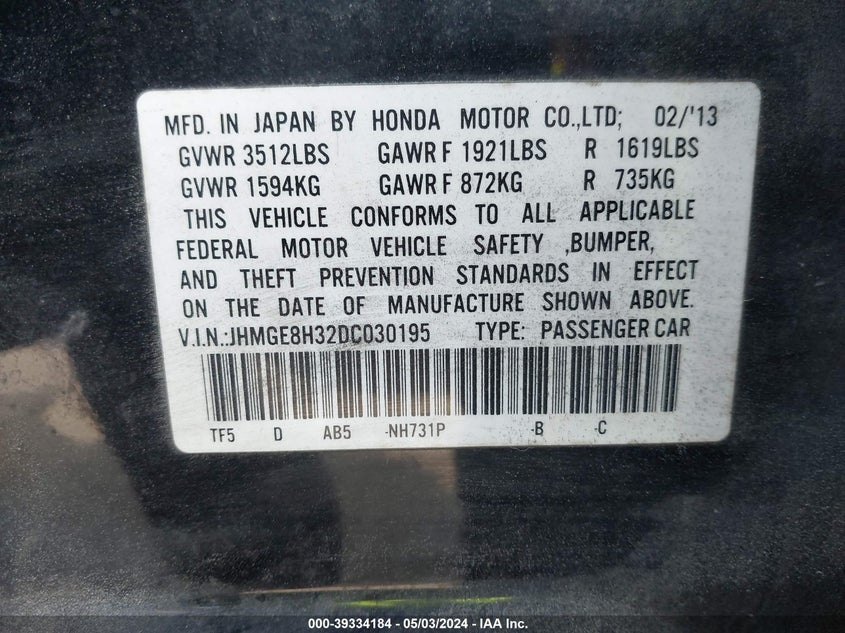 MFD. IN JAPAN BY HONDA MOTOR CO.,LTD; 02/'13
GVWR 3512LBS GAWR F 1921LBS R 1619LBS
GVWR 1594KG GAWR F 872KG R 735KG
THIS VEHICLE CONFORMS TO ALL APPLICABLE
FEDERAL MOTOR VEHICLE SAFETY ,BUMPER,
AND THEFT PREVENTION STANDARDS IN EFFECT
ON THE DATE OF MANUFACTURE SHOWN ABOVE.
V.I.N.:JHMGE8H32DC030195 TYPE: PASSENGER CAR
TF5 D AB5 -NH731P -B -C
000-39334184 - 05/03/2024 - IAA Inc.